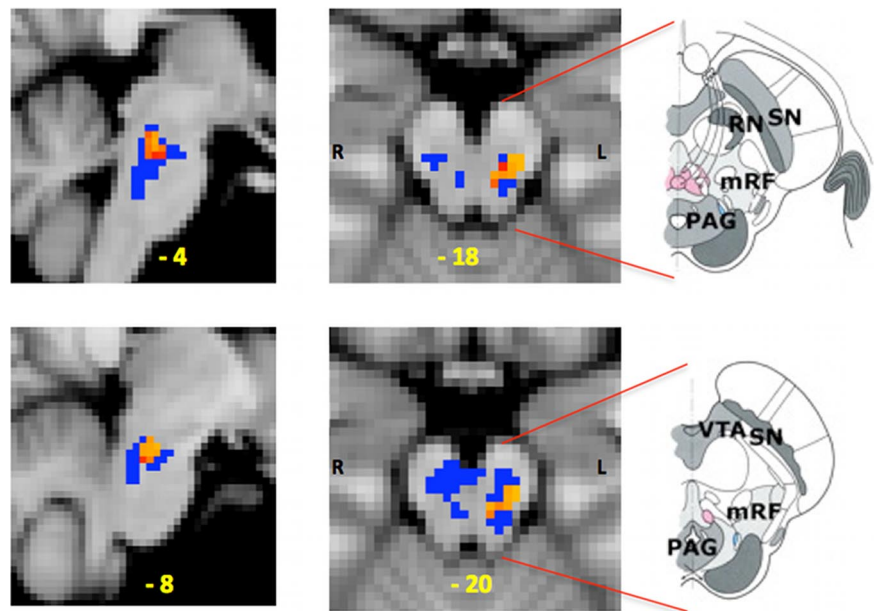 R
L
- 4
- 18
RN SN
mRF
PAG
R
L
- 8
- 20
VTA SN
mRF
PAG